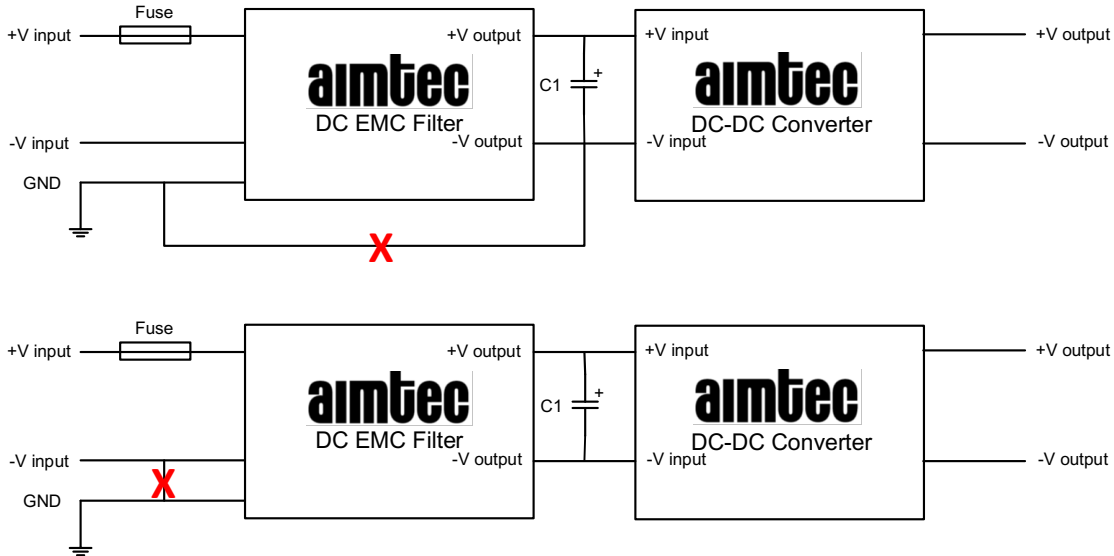 Fuse
+V input +V output +V input +V output
aimtec aimtec
C1 +
DC EMC Filter DC-DC Converter
-V input -V output -V input -V output
GND
X
Fuse
+V input +V output +V input +V output
aimtec aimtec
C1 +
DC EMC Filter DC-DC Converter
-V input -V output -V input -V output
X
GND